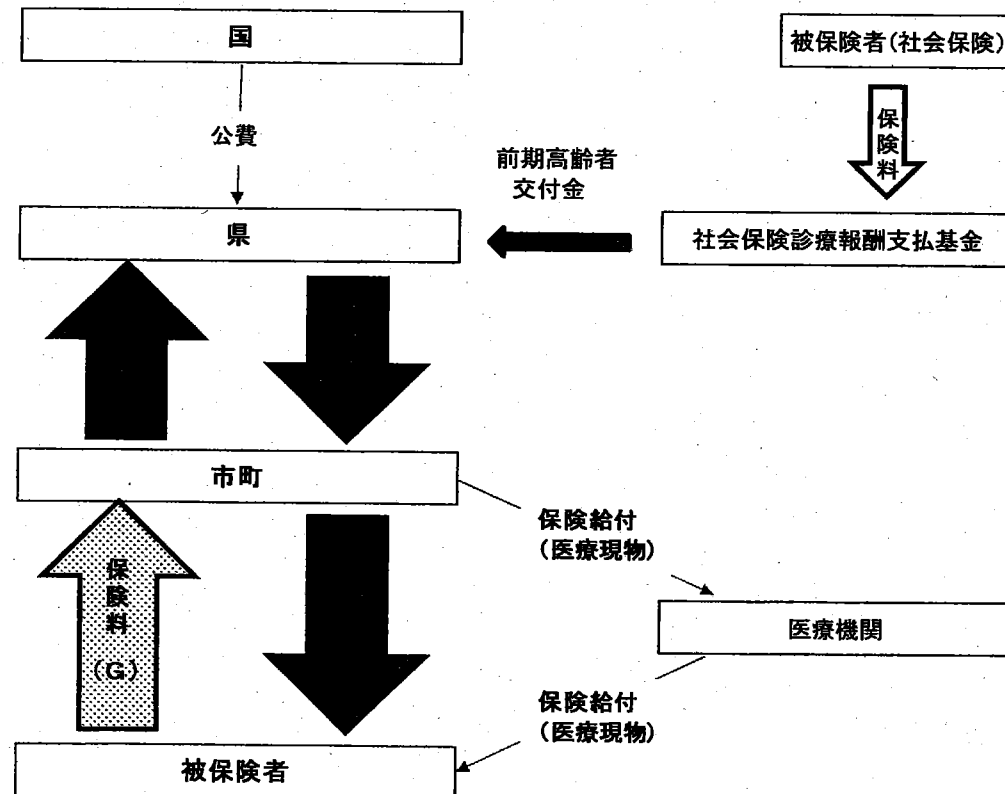 国
被保険者(社会保険)
公費
保険料
前期高齢者
交付金
県
社会保険診療報酬支払基金
市町
保険給付
(医療現物)
保険料
(G)
医療機関
保険給付
(医療現物)
被保険者